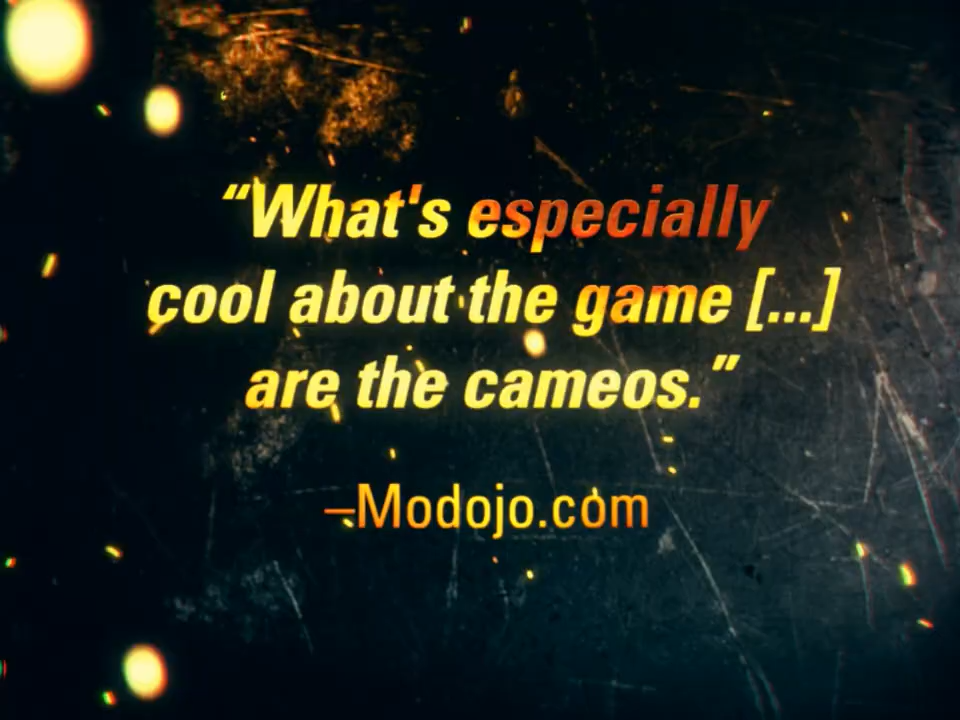 “What's especially
cool about the game [...]
are the cameos.”
–Modojo.com